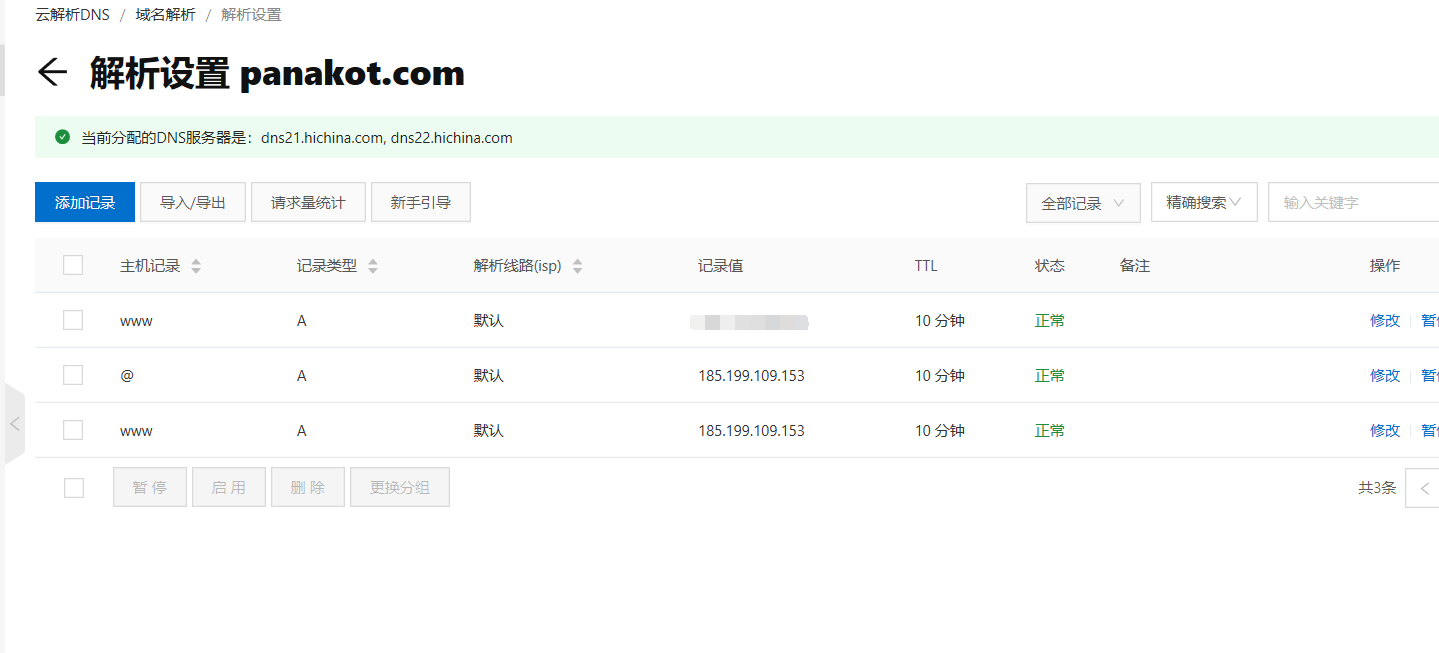 云解析DNS / 域名解析 / 解析设置
解析设置 panakot.com
当前分配的DNS服务器是：dns21.hichina.com, dns22.hichina.com
添加记录 导入/导出 请求量统计 新手引导 全部记录 精确搜索 输入关键字
主机记录 记录类型 解析线路(isp) 记录值 TTL 状态 备注 操作
www A 默认 10 分钟 正常 修改 暂
@ A 默认 185.199.109.153 10 分钟 正常 修改 暂
www A 默认 185.199.109.153 10 分钟 正常 修改 暂
暂 停 启 用 删 除 更换分组 共3条